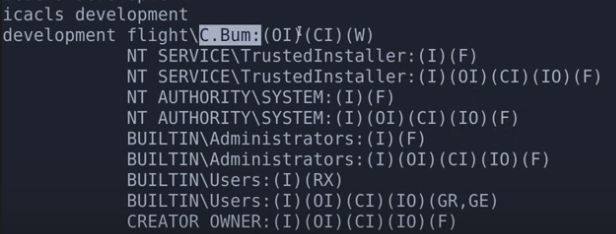 icacls development
development flight\C.Bum:(OI)(CI)(W)
NT SERVICE\TrustedInstaller:(I)(F)
NT SERVICE\TrustedInstaller:(I)(OI)(CI)(IO)(F)
NT AUTHORITY\SYSTEM:(I)(F)
NT AUTHORITY\SYSTEM:(I)(OI)(CI)(IO)(F)
BUILTIN\Administrators:(I)(F)
BUILTIN\Administrators:(I)(OI)(CI)(IO)(F)
BUILTIN\Users:(I)(RX)
BUILTIN\Users:(I)(OI)(CI)(IO)(GR,GE)
CREATOR OWNER:(I)(OI)(CI)(IO)(F)